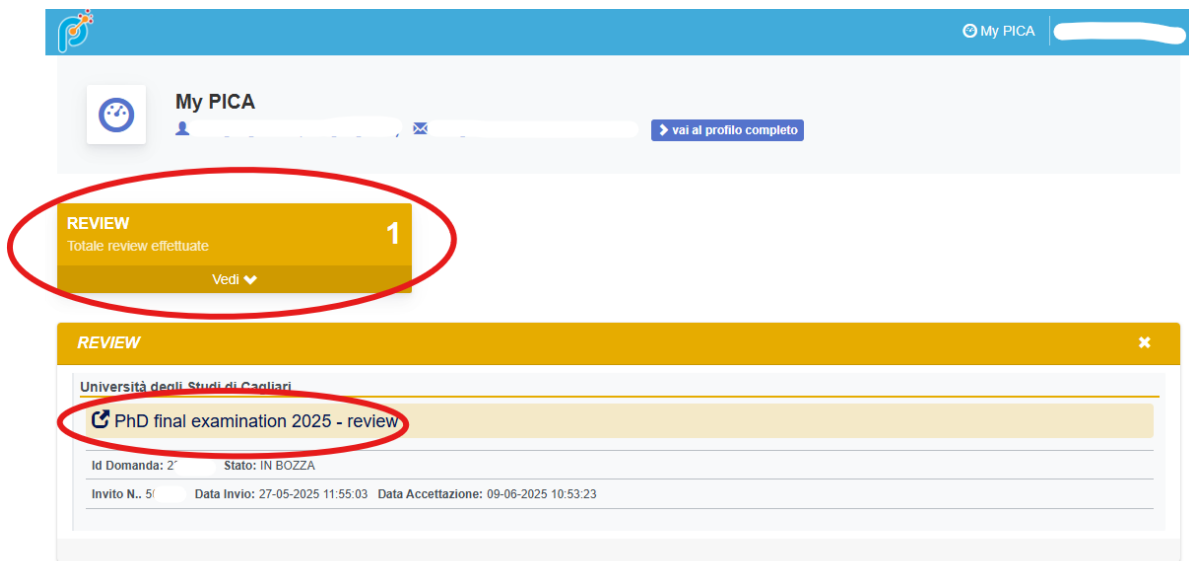 My PICA
My PICA
vai al profilo completo
REVIEW
1
Totale review effettuate
Vedi
REVIEW
Università degli Studi di Cagliari
PhD final examination 2025 - review
Id Domanda: 2 Stato: IN BOZZA
Invito N.. 5 Data Invio: 27-05-2025 11:55:03 Data Accettazione: 09-06-2025 10:53:23